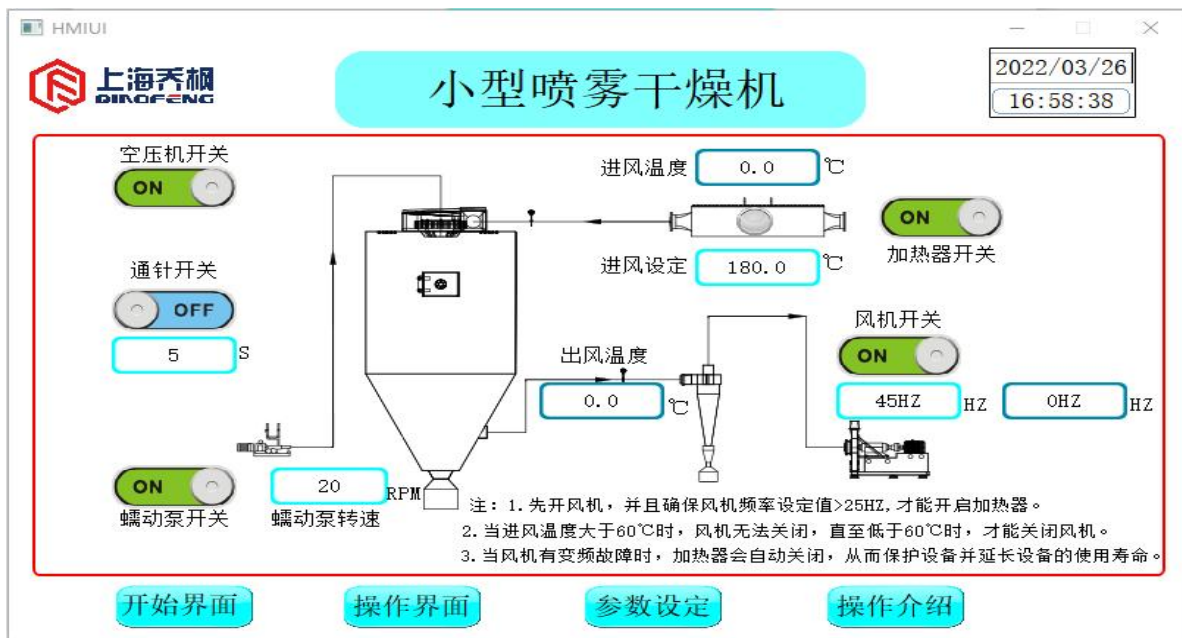 HMIUI
上海乔枫
QIAOFENG
小型喷雾干燥机
2022/03/26
16:58:38
空压机开关
ON
进风温度 0.0 ℃
ON
加热器开关
进风设定 180.0 ℃
通针开关
OFF
5 S
风机开关
ON
出风温度
0.0 ℃
45HZ HZ 0HZ HZ
ON
20 RPM
蠕动泵开关 蠕动泵转速
注：1.先开风机，并且确保风机频率设定值>25HZ,才能开启加热器。
2.当进风温度大于60℃时，风机无法关闭，直至低于60℃时，才能关闭风机。
3.当风机有变频故障时，加热器会自动关闭，从而保护设备并延长设备的使用寿命。
开始界面 操作界面 参数设定 操作介绍